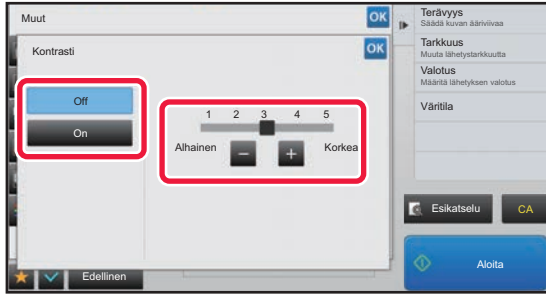 Muut
OK
Kontrasti
OK
Off
On
1 2 3 4 5
Alhainen
Korkea
Edellinen
Terävyys
Säädä kuvan ääriviivaa
Tarkkuus
Muuta lähetystarkkuutta
Valotus
Määritä lähetyksen valotus
Väritila
Esikatselu
CA
Aloita